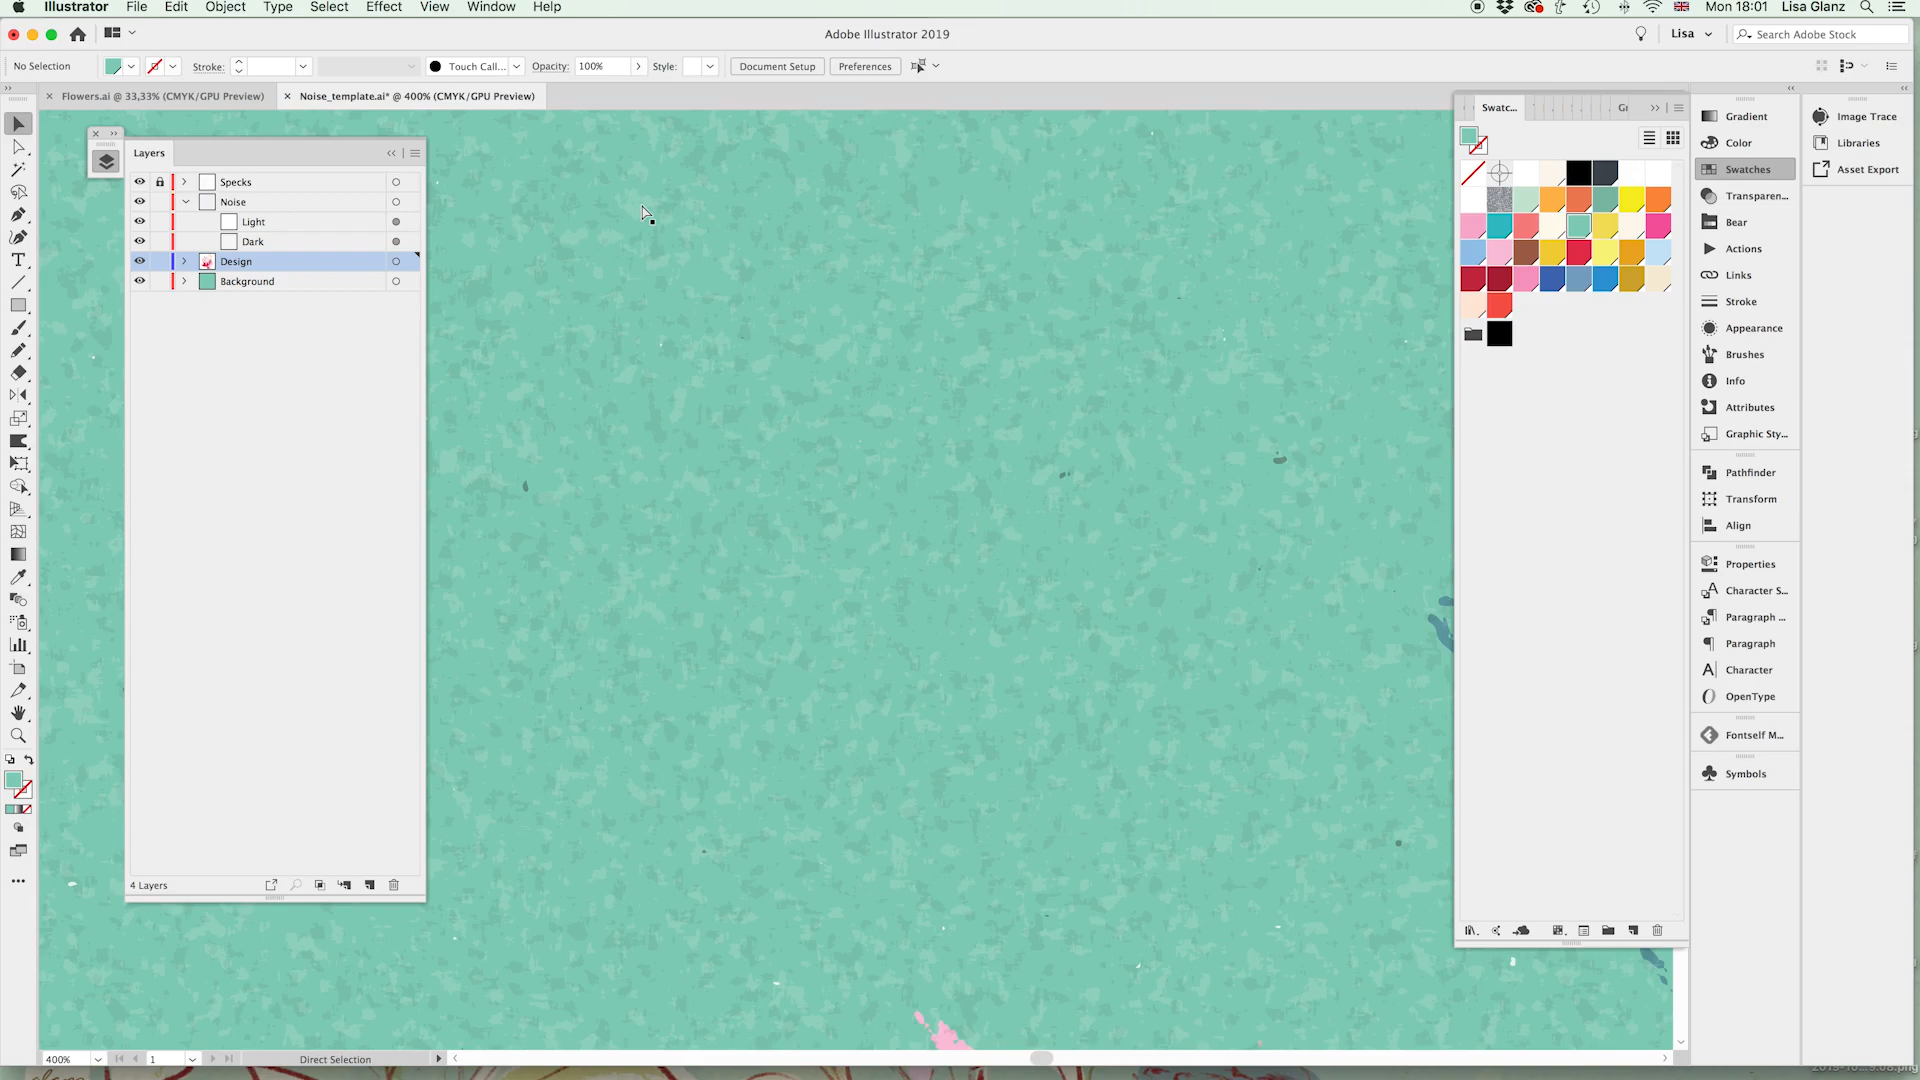 Illustrator File Edit Object Type Select Effect View Window Help
Mon 18:01 Lisa Glanz
Adobe Illustrator 2019
Lisa
Search Adobe Stock
No Selection
Stroke:
Touch Call...
Opacity: 100%
Style:
Document Setup
Preferences
Flowers.ai @ 33,33% (CMYK/GPU Preview)
Noise_template.ai* @ 400% (CMYK/GPU Preview)
Layers
Specks
Noise
Light
Dark
Design
Background
4 Layers
Swatc...
Gr
Gradient
Color
Swatches
Transparen...
Bear
Actions
Links
Stroke
Appearance
Brushes
Info
Attributes
Graphic Sty...
Pathfinder
Transform
Align
Properties
Character S...
Paragraph ...
Paragraph
Character
OpenType
Fontself M...
Symbols
Image Trace
Libraries
Asset Export
400%
1
Direct Selection